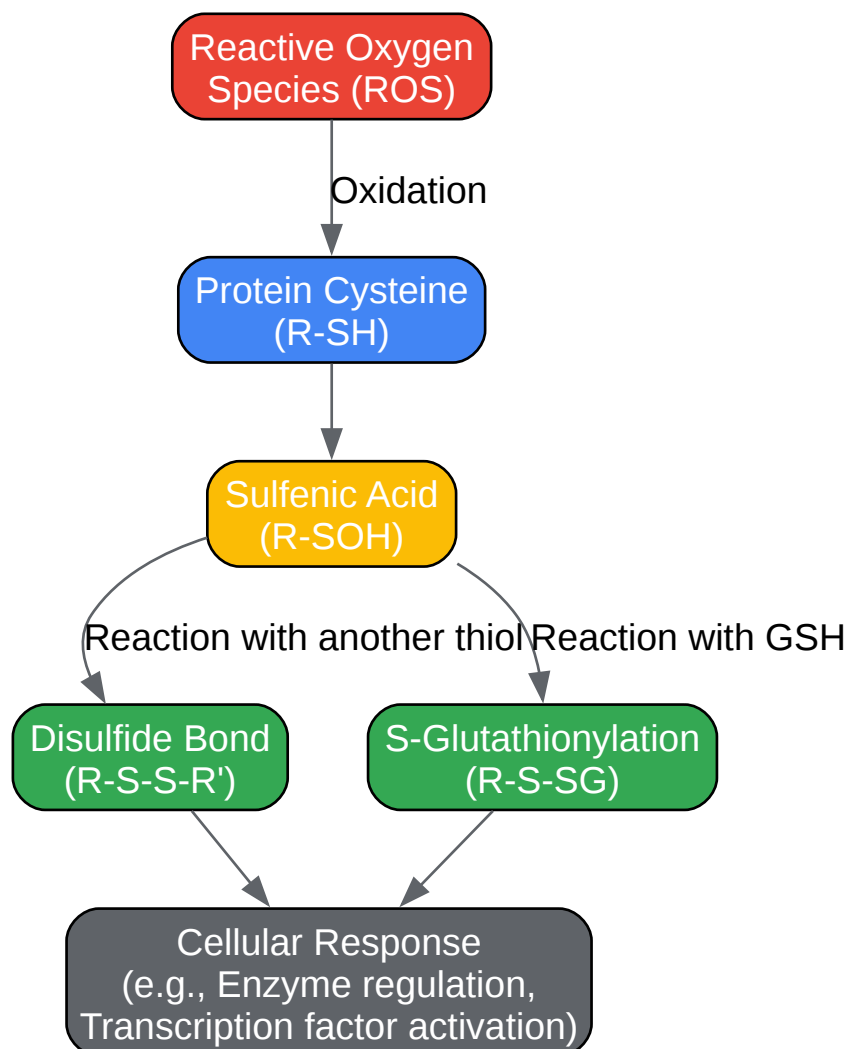 Reactive Oxygen
Species (ROS)
Oxidation
Protein Cysteine
(R-SH)
Sulfenic Acid
(R-SOH)
Reaction with another thiol
Reaction with GSH
Disulfide Bond
(R-S-S-R')
S-Glutathionylation
(R-S-SG)
Cellular Response
(e.g., Enzyme regulation,
Transcription factor activation)